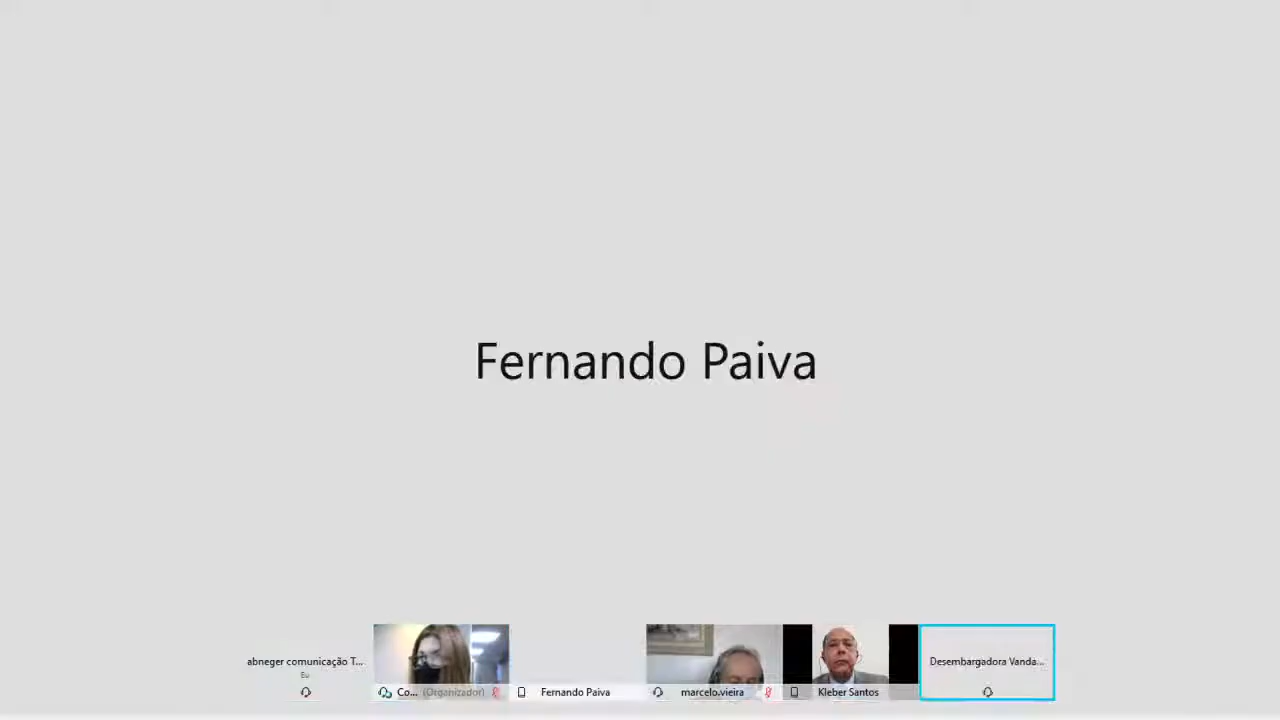 Fernando Paiva
abneger comunicação T...
Eu
Co... (Organizador)
Fernando Paiva
marcelo.vieira
Kleber Santos
Desembargadora Vanda...